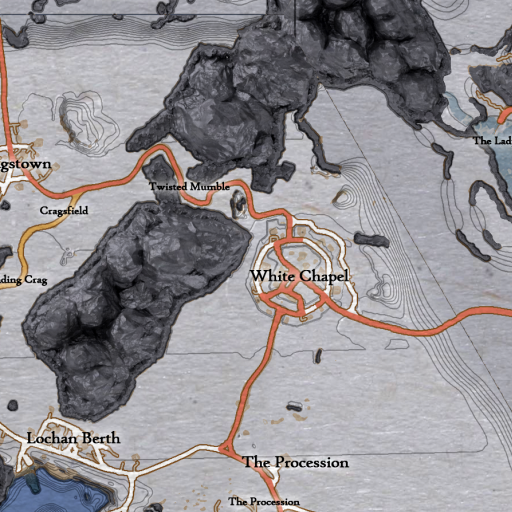 The Lad
gstown
Twisted Mumble
Cragsfield
White Chapel
ding Crag
Lochan Berth
The Procession
The Procession